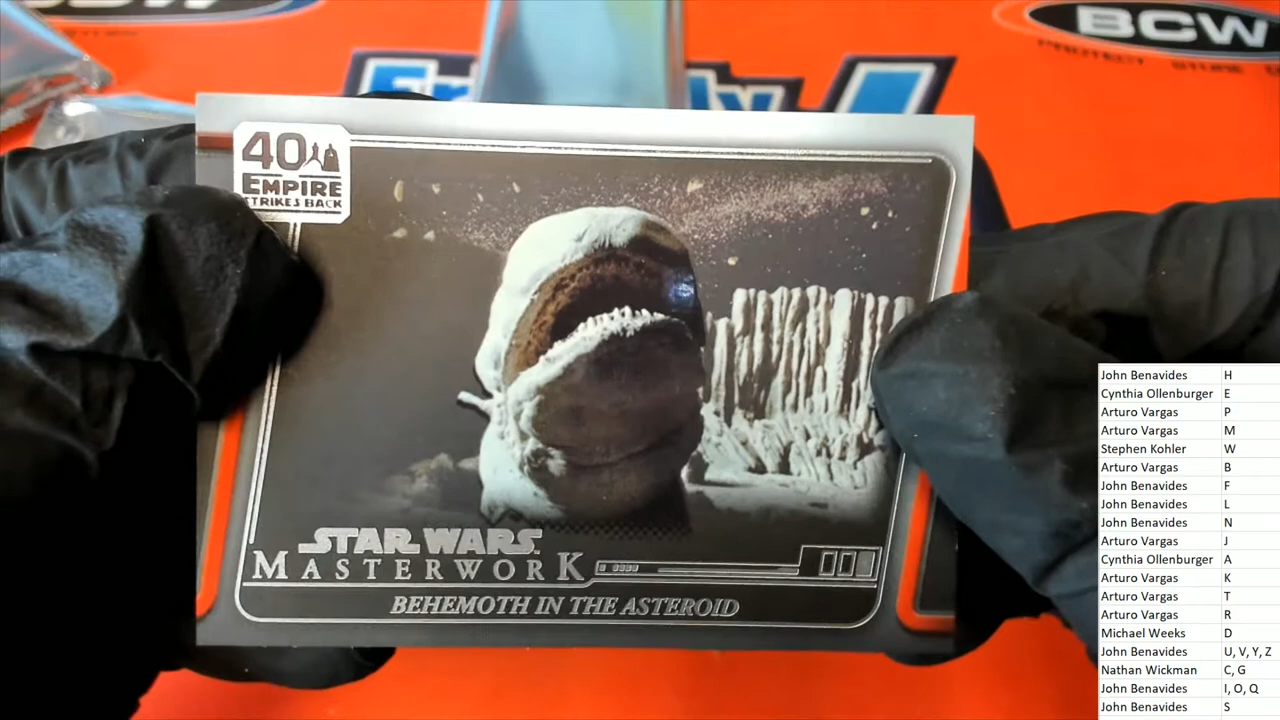 BCW
PROTECT STORE
40
EMPIRE
STRIKES BACK
STAR WARS
MASTERWORK
BEHEMOTH IN THE ASTEROID
John Benavides H
Cynthia Ollenburger E
Arturo Vargas P
Arturo Vargas M
Stephen Kohler W
Arturo Vargas B
John Benavides F
John Benavides L
John Benavides N
Arturo Vargas J
Cynthia Ollenburger A
Arturo Vargas K
Arturo Vargas T
Arturo Vargas R
Michael Weeks D
John Benavides U, V, Y, Z
Nathan Wickman C, G
John Benavides I, O, Q
John Benavides S